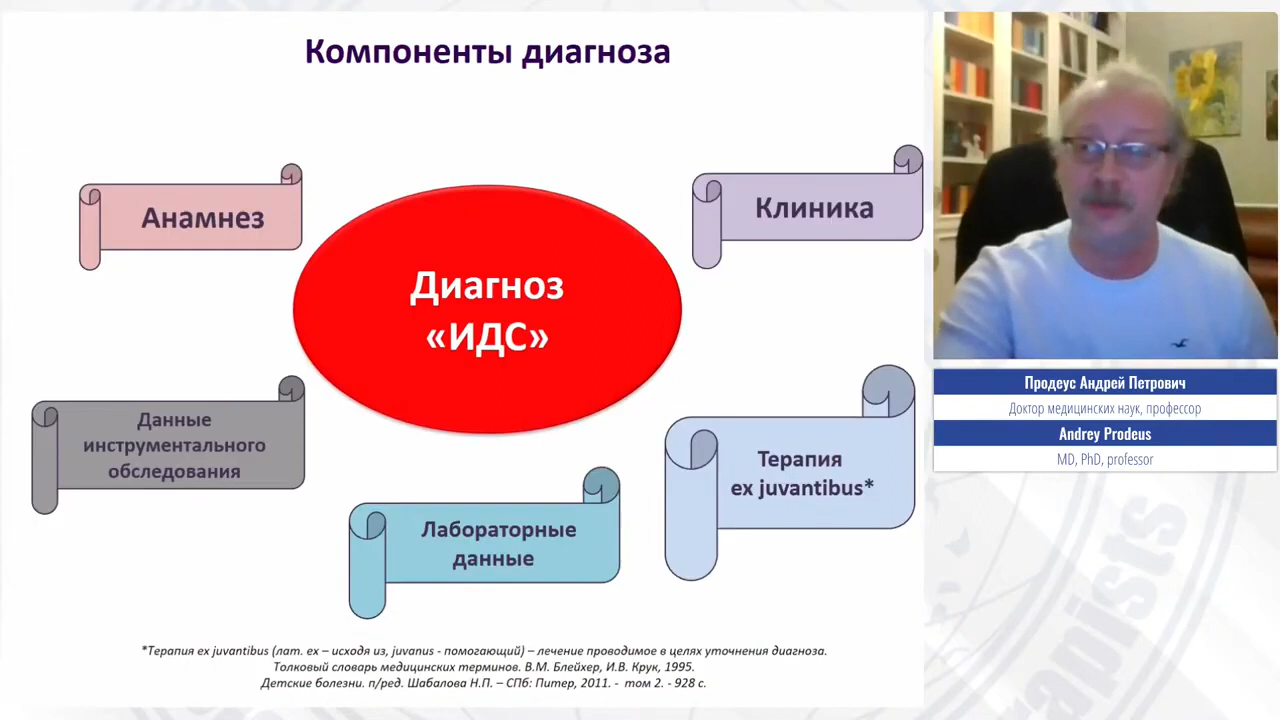 Компоненты диагноза
Анамнез
Клиника
Диагноз
«ИДС»
Данные
инструментального
обследования
Терапия
ex juvantibus*
Лабораторные
данные
*Терапия ex juvantibus (лат. ex – исходя из, juvanus - помогающий) – лечение проводимое в целях уточнения диагноза.
Толковый словарь медицинских терминов. В.М. Блейхер, И.В. Крук, 1995.
Детские болезни. п/ред. Шабалова Н.П. – СПб: Питер, 2011. - том 2. - 928 с.
Продеус Андрей Петрович
Доктор медицинских наук, профессор
Andrey Prodeus
MD, PhD, professor
rapists